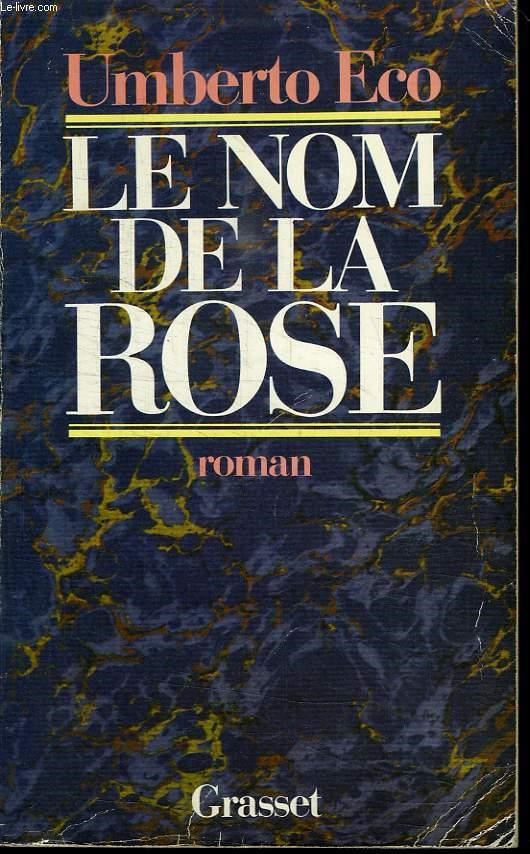 Le-livre.com
Umberto Eco
LE NOM
DE LA
ROSE
roman
Grasset